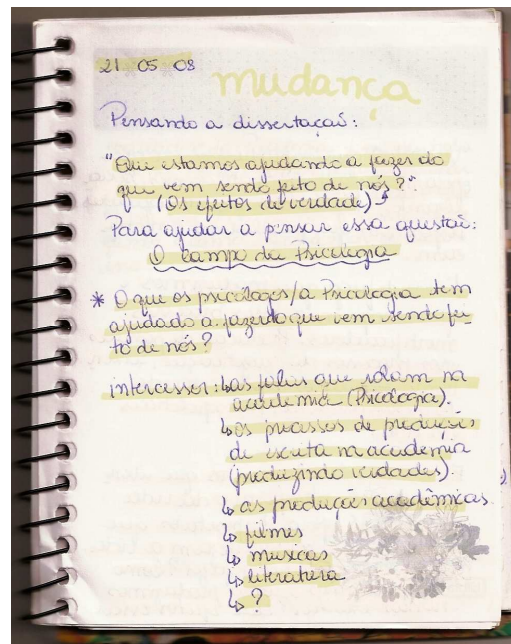 21 05 08
mudança
Pensando a dissertação:
"Que estamos ajudando a fazer do
que vem sendo feito de nós?".
(Os efeitos de verdade)
Para ajudar a pensar essa questão:
O campo da Psicologia
* O que os psicólogos/a Psicologia tem
ajudado a fazer do que vem sendo fei-
to de nós?
intercessor: ↳ as falas que rolam na
academia (Psicologia).
↳ os processos de produção
de escrita na academia
(produzindo verdades).
↳ as produções acadêmicas
↳ filmes
↳ musicas
↳ literatura
↳ ?